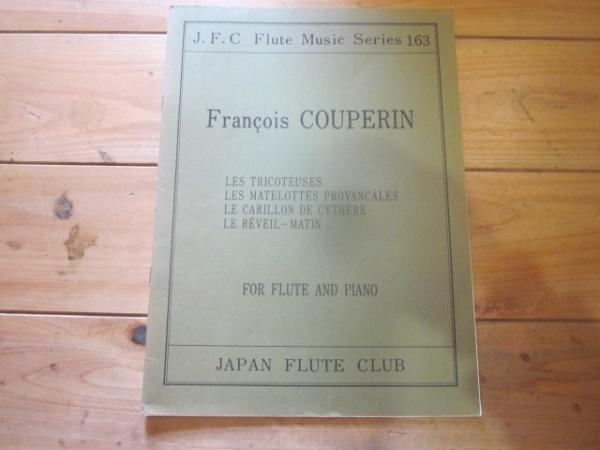 J. F. C Flute Music Series 163
François COUPERIN
LES TRICOTEUSES
LES MATELOTTES PROVANCALES
LE CARILLON DE CYTHÈRE
LE RÉVEIL-MATIN
FOR FLUTE AND PIANO
JAPAN FLUTE CLUB